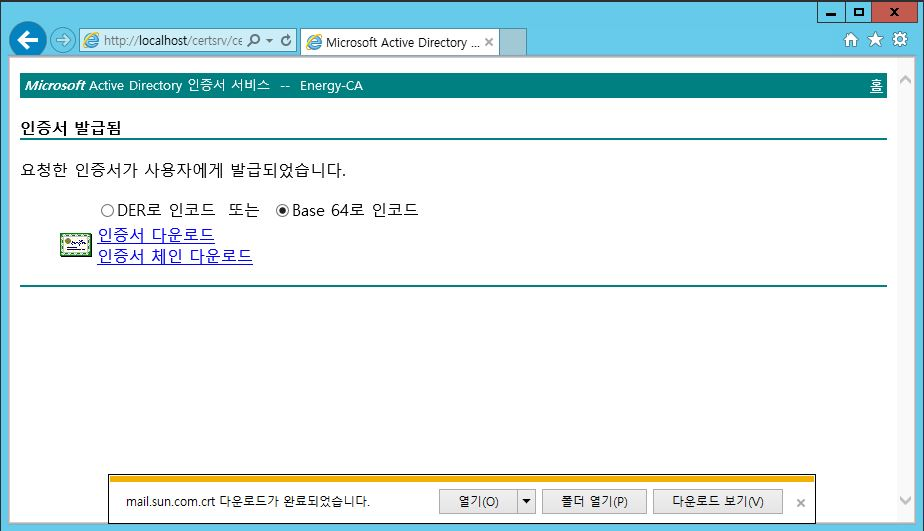 http://localhost/certsrv/ce
Microsoft Active Directory ...
Microsoft Active Directory 인증서 서비스 -- Energy-CA 홈
인증서 발급됨
요청한 인증서가 사용자에게 발급되었습니다.
DER로 인코드 또는 Base 64로 인코드
인증서 다운로드
인증서 체인 다운로드
mail.sun.com.crt 다운로드가 완료되었습니다. 열기(O) 폴더 열기(P) 다운로드 보기(V)